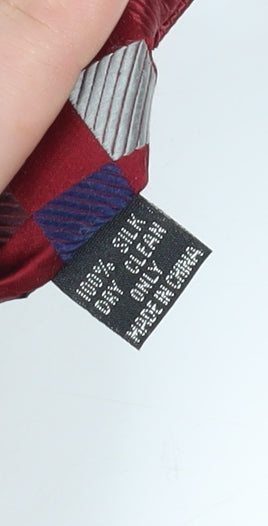 100% SILK
DRY CLEAN
ONLY
MADE IN CHINA